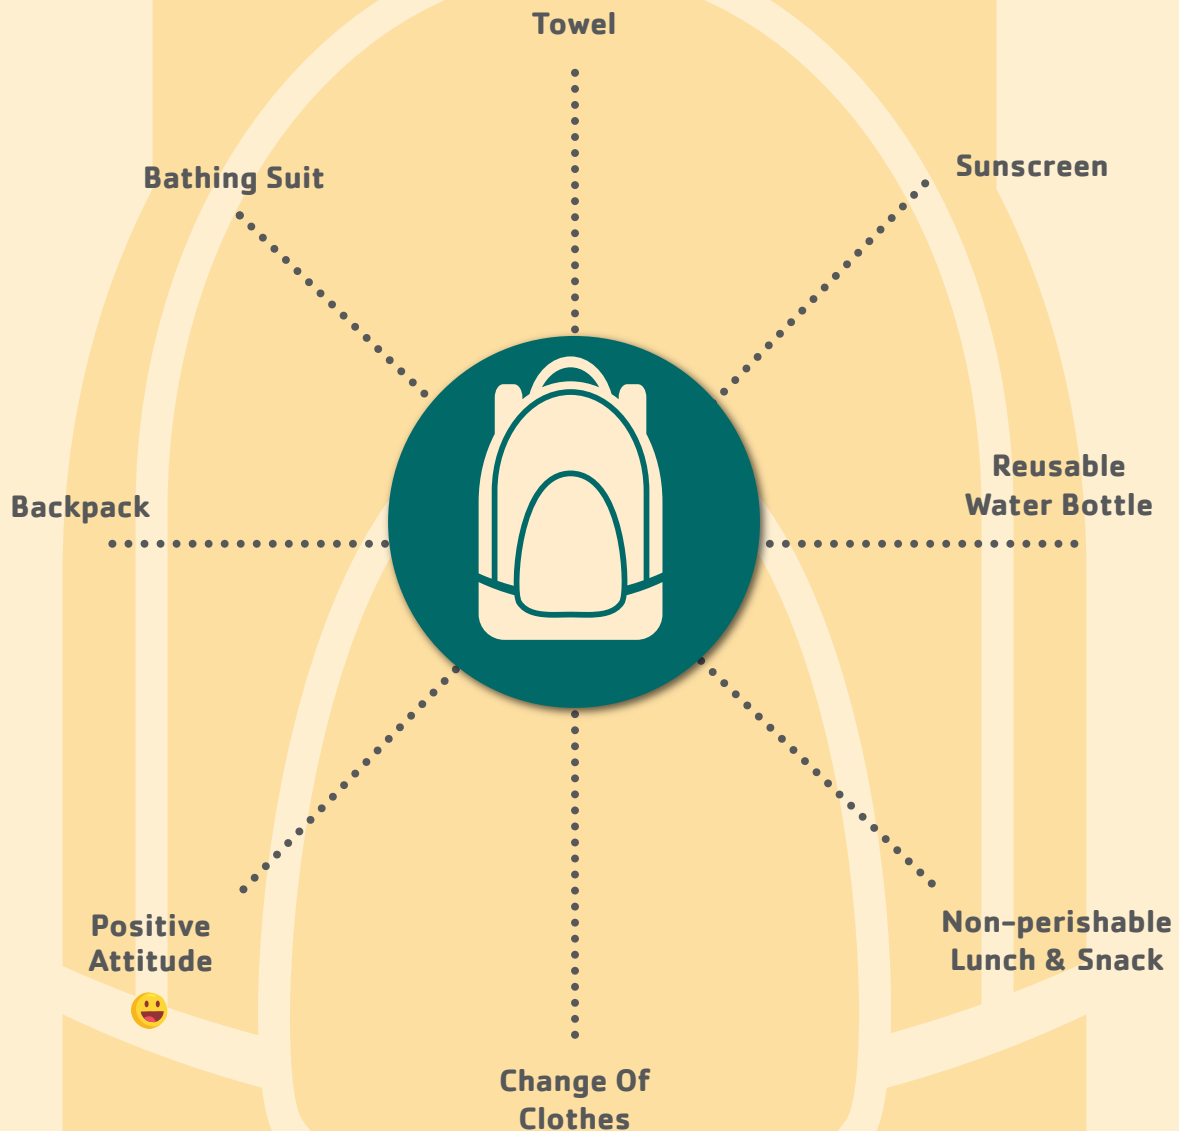 Towel
Bathing Suit
Sunscreen
Backpack
Reusable
Water Bottle
Positive
Attitude
Non-perishable
Lunch & Snack
Change Of
Clothes